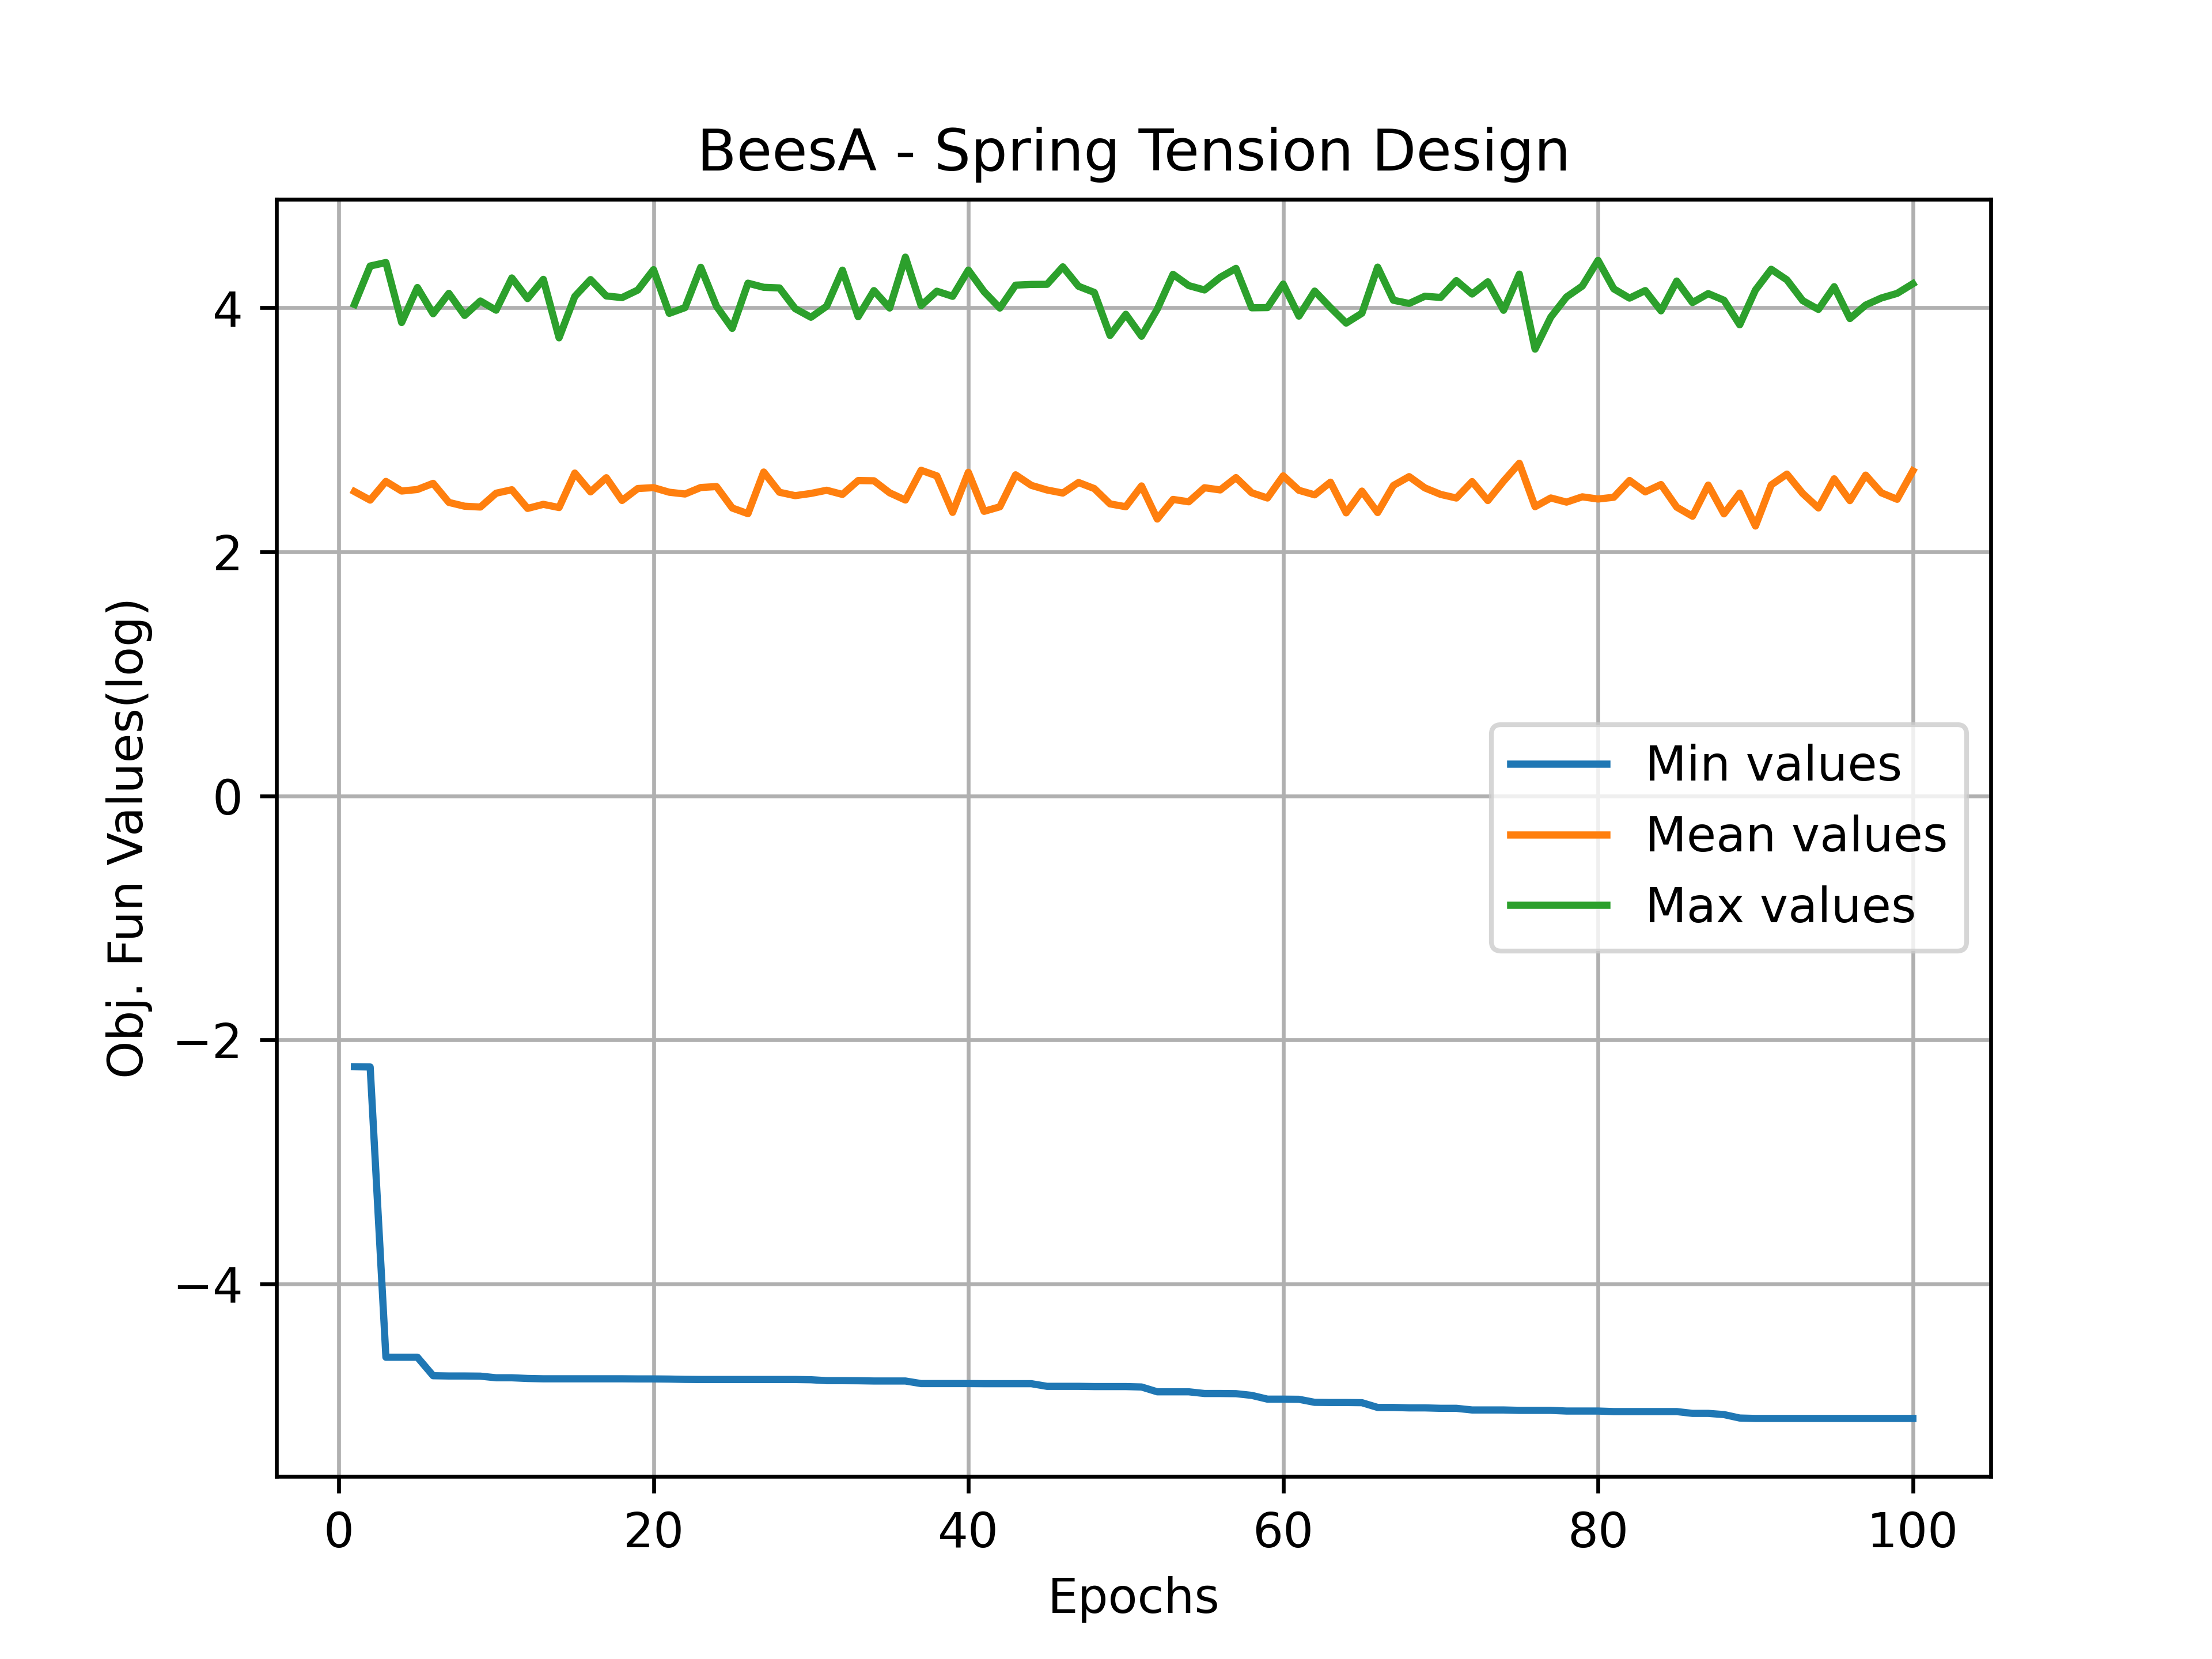 BeesA - Spring Tension Design
Obj. Fun Values(log)
4
2
0
−2
−4
Min values
Mean values
Max values
0 20 40 60 80 100
Epochs